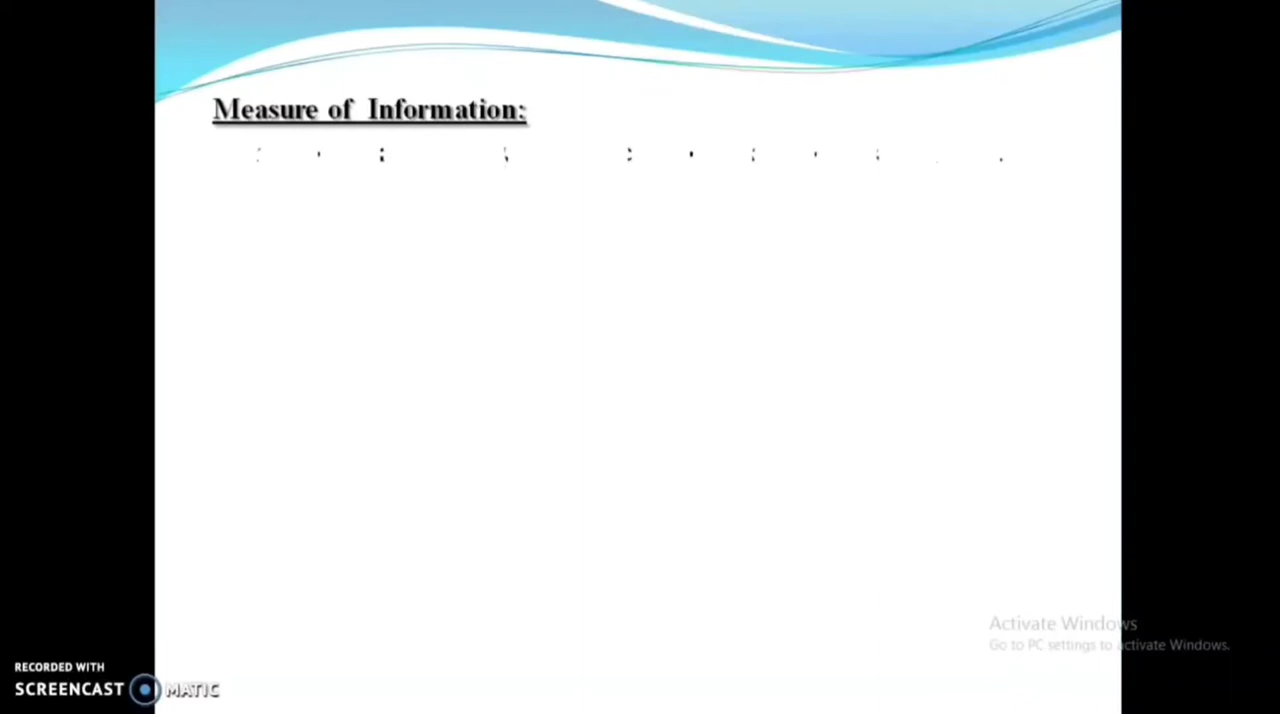 Measure of Information:
Activate Windows
Go to PC settings to activate Windows.
RECORDED WITH
SCREENCAST MATIC